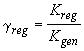 γreg = Kreg / Kgen